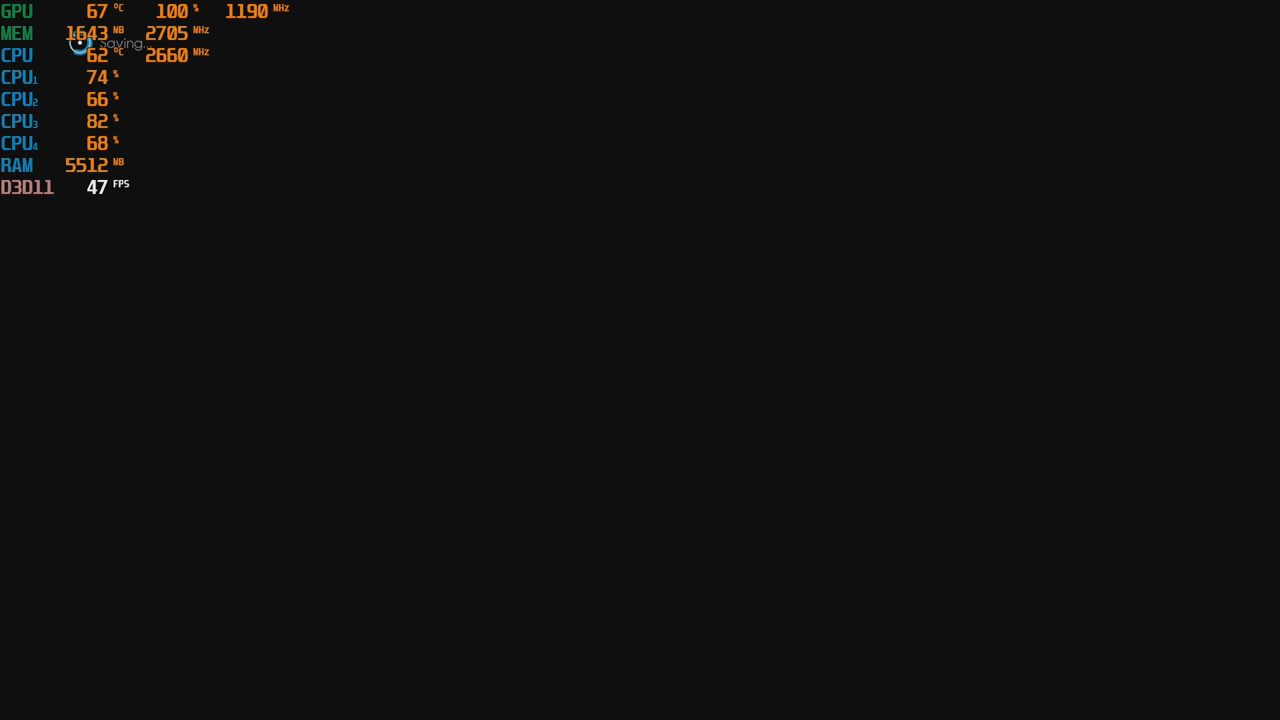 GPU 67 °C 100 % 1190 MHz
MEM 1643 MB 2705 MHz
Saving...
CPU 62 °C 2660 MHz
CPU1 74 %
CPU2 66 %
CPU3 82 %
CPU4 68 %
RAM 5512 MB
D3D11 47 FPS